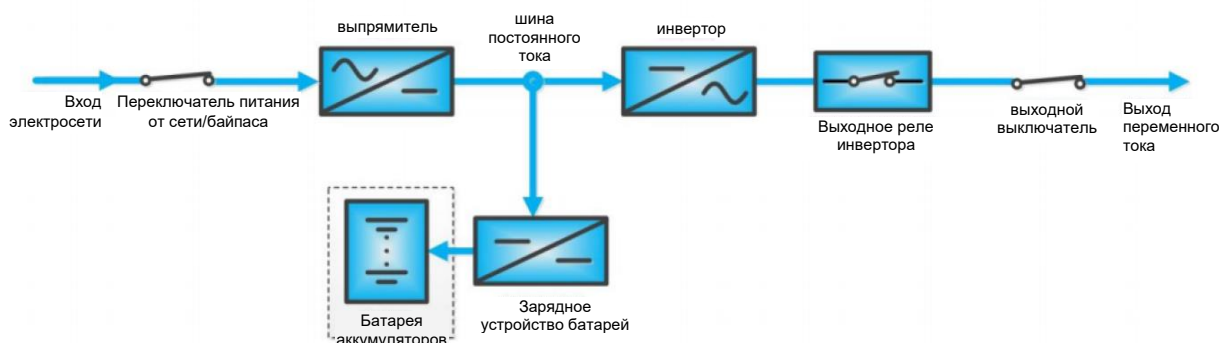 выпрямитель
шина
постоянного
тока
инвертор
Вход
электросети
Переключатель питания
от сети/байпаса
Выходное реле
инвертора
выходной
выключатель
Выход
переменного
тока
Батарея
аккумуляторов
Зарядное
устройство батарей